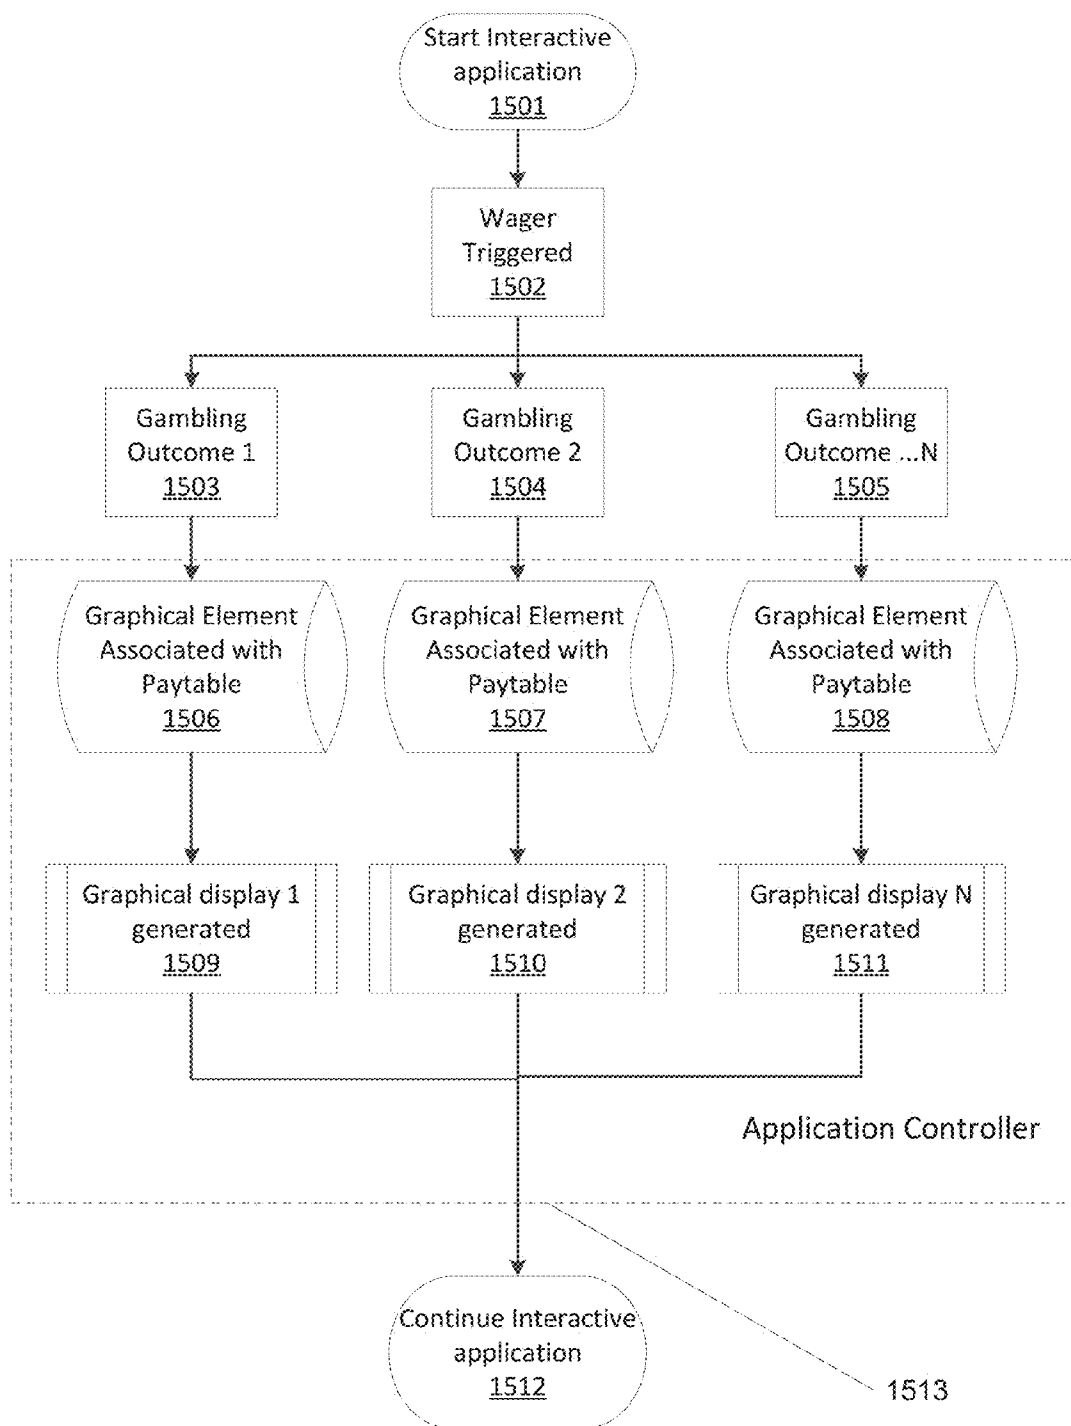 Start Interactive
application
1501
Wager
Triggered
1502
Gambling
Outcome 1
1503
Gambling
Outcome 2
1504
Gambling
Outcome ...N
1505
Graphical Element
Associated with
Paytable
1506
Graphical Element
Associated with
Paytable
1507
Graphical Element
Associated with
Paytable
1508
Graphical display 1
generated
1509
Graphical display 2
generated
1510
Graphical display N
generated
1511
Application Controller
Continue Interactive
application
1512
1513